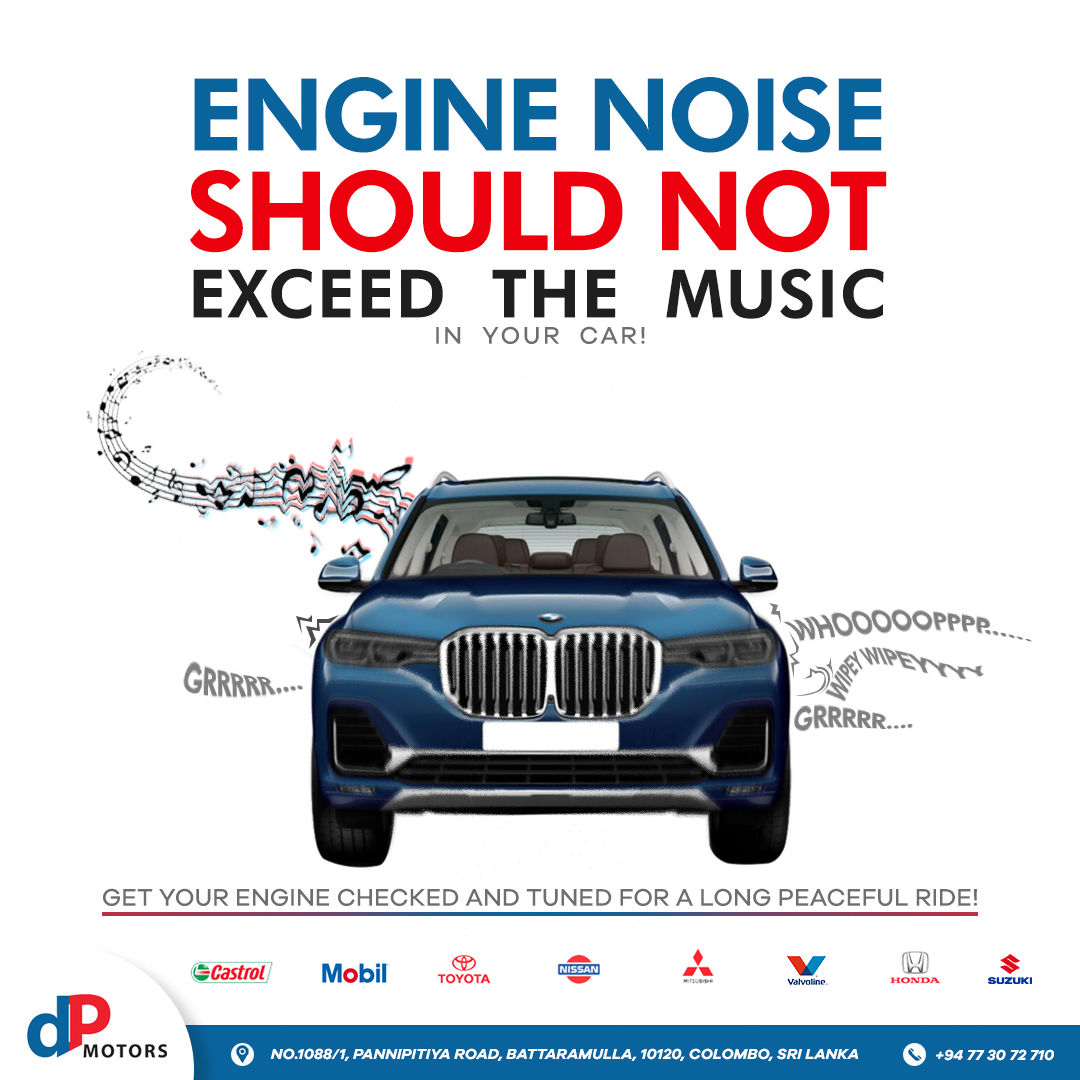 ENGINE NOISE
SHOULD NOT
EXCEED THE MUSIC
IN YOUR CAR!
WHOOOOOPPPP......
WIPEY WIPEYYYY
GRRRRR....
GRRRRR....
GET YOUR ENGINE CHECKED AND TUNED FOR A LONG PEACEFUL RIDE!
Castrol Mobil TOYOTA NISSAN MITSUBISHI Valvoline. HONDA SUZUKI
dP MOTORS
NO.1088/1, PANNIPITIYA ROAD, BATTARAMULLA, 10120, COLOMBO, SRI LANKA +94 77 30 72 710